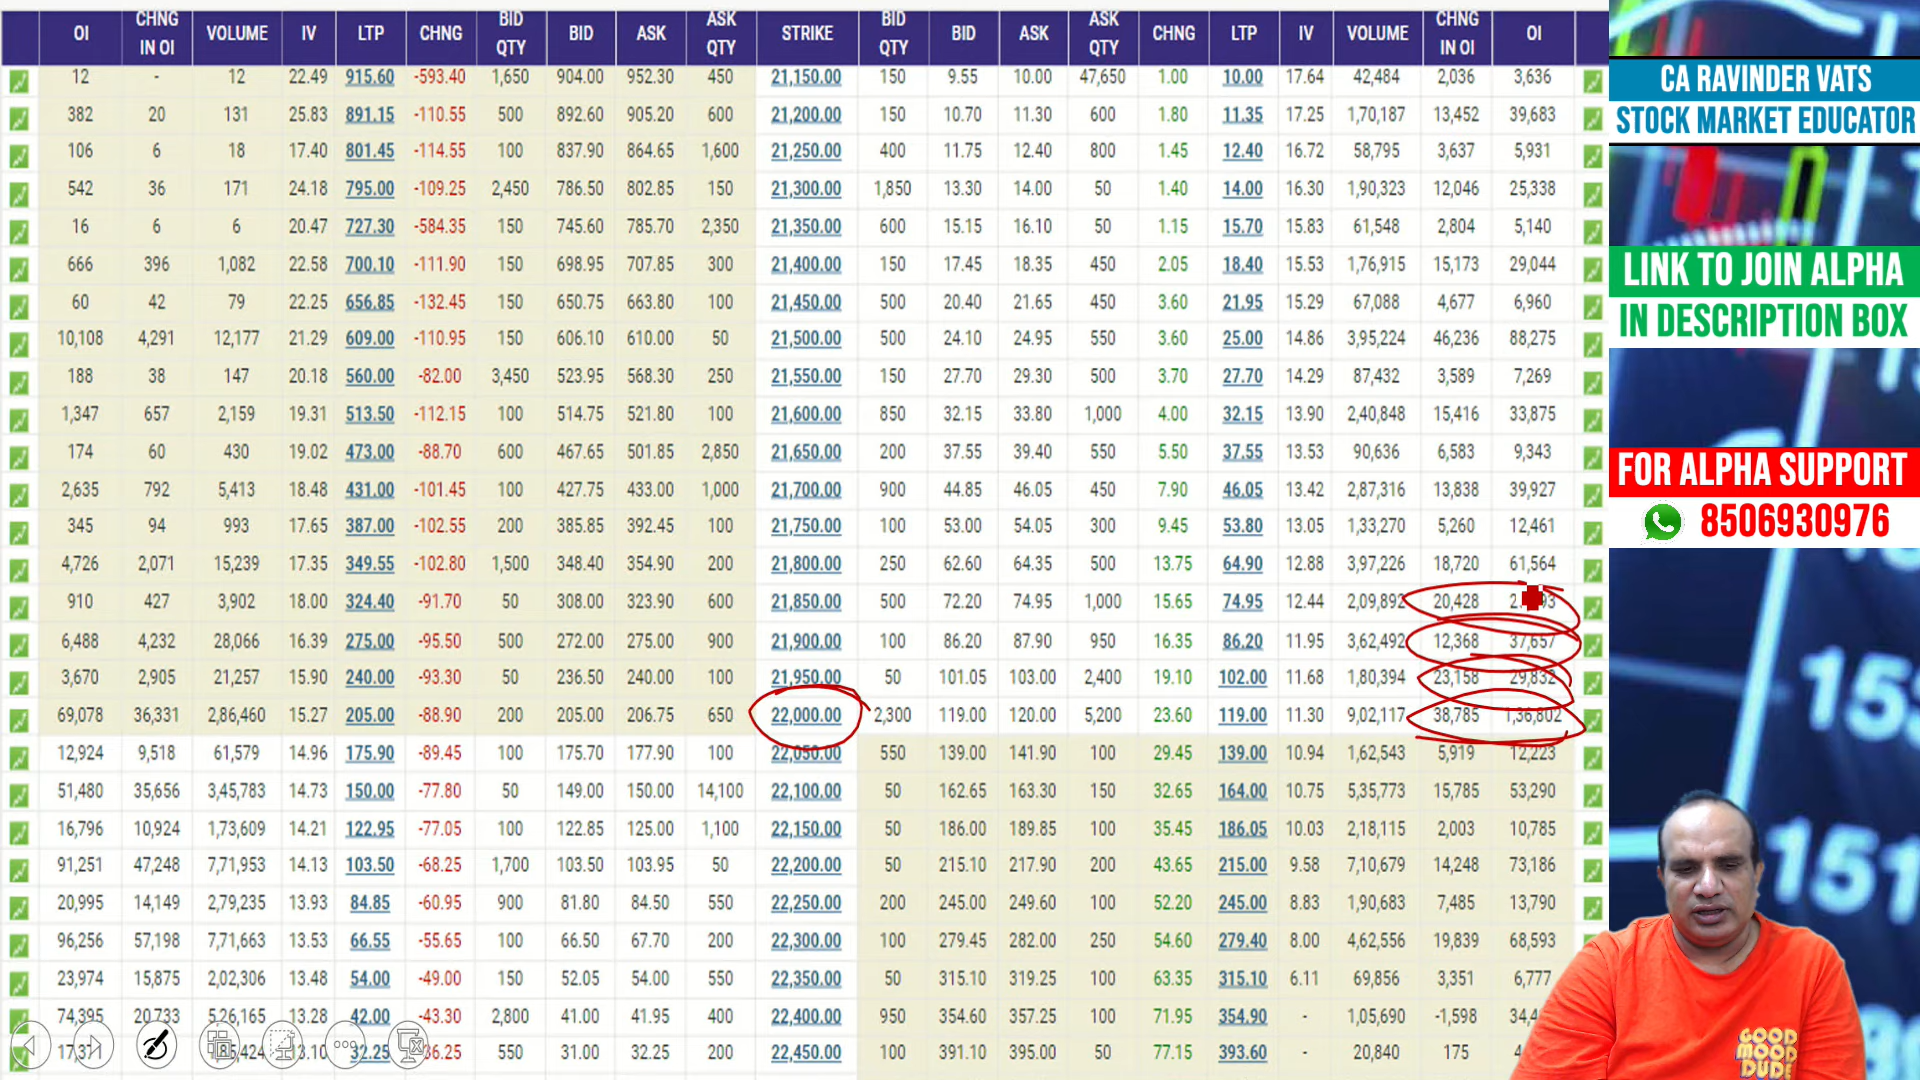 OI CHNG IN OI VOLUME IV LTP CHNG BID QTY BID ASK ASK QTY STRIKE BID QTY BID ASK ASK QTY CHNG LTP IV VOLUME CHNG IN OI OI
12 - 12 22.49 915.60 -593.40 1,650 904.00 952.30 450 21,150.00 150 9.55 10.00 47,650 1.00 10.00 17.64 42,484 2,036 3,636
382 20 131 25.83 891.15 -110.55 500 892.60 905.20 600 21,200.00 150 10.70 11.30 600 1.80 11.35 17.25 1,70,187 13,452 39,683
106 6 18 17.40 801.45 -114.55 100 837.90 864.65 1,600 21,250.00 400 11.75 12.40 800 1.45 12.40 16.72 58,795 3,637 5,931
542 36 171 24.18 795.00 -109.25 2,450 786.50 802.85 150 21,300.00 1,850 13.30 14.00 50 1.40 14.00 16.30 1,90,323 12,046 25,338
16 6 6 20.47 727.30 -584.35 150 745.60 785.70 2,350 21,350.00 600 15.15 16.10 50 1.15 15.70 15.83 61,548 2,804 5,140
666 396 1,082 22.58 700.10 -111.90 150 698.95 707.85 300 21,400.00 150 17.45 18.35 450 2.05 18.40 15.53 1,76,915 15,173 29,044
60 42 79 22.25 656.85 -132.45 150 650.75 663.80 100 21,450.00 500 20.40 21.65 450 3.60 21.95 15.29 67,088 4,677 6,960
10,108 4,291 12,177 21.29 609.00 -110.95 150 606.10 610.00 50 21,500.00 500 24.10 24.95 550 3.60 25.00 14.86 3,95,224 46,236 88,275
188 38 147 20.18 560.00 -82.00 3,450 523.95 568.30 250 21,550.00 150 27.70 29.30 500 3.70 27.70 14.29 87,432 3,589 7,269
1,347 657 2,159 19.31 513.50 -112.15 100 514.75 521.80 100 21,600.00 850 32.15 33.80 1,000 4.00 32.15 13.90 2,40,848 15,416 33,875
174 60 430 19.02 473.00 -88.70 600 467.65 501.85 2,850 21,650.00 200 37.55 39.40 550 5.50 37.55 13.53 90,636 6,583 9,343
2,635 792 5,413 18.48 431.00 -101.45 100 427.75 433.00 1,000 21,700.00 900 44.85 46.05 450 7.90 46.05 13.42 2,87,316 13,838 39,927
345 94 993 17.65 387.00 -102.55 200 385.85 392.45 100 21,750.00 100 53.00 54.05 300 9.45 53.80 13.05 1,33,270 5,260 12,461
4,726 2,071 15,239 17.35 349.55 -102.80 1,500 348.40 354.90 200 21,800.00 250 62.60 64.35 500 13.75 64.90 12.88 3,97,226 18,720 61,564
910 427 3,902 18.00 324.40 -91.70 50 308.00 323.90 600 21,850.00 500 72.20 74.95 1,000 15.65 74.95 12.44 2,09,892 20,428
6,488 4,232 28,066 16.39 275.00 -95.50 500 272.00 275.00 900 21,900.00 100 86.20 87.90 950 16.35 86.20 11.95 3,62,492 12,368 37,657
3,670 2,905 21,257 15.90 240.00 -93.30 50 236.50 240.00 100 21,950.00 50 101.05 103.00 2,400 19.10 102.00 11.68 1,80,394 23,158 29,832
69,078 36,331 2,86,460 15.27 205.00 -88.90 200 205.00 206.75 650 22,000.00 2,300 119.00 120.00 5,200 23.60 119.00 11.30 9,02,117 38,785 1,36,802
12,924 9,518 61,579 14.96 175.90 -89.45 100 175.70 177.90 100 22,050.00 550 139.00 141.90 100 29.45 139.00 10.94 1,62,543 5,919 12,223
51,480 35,656 3,45,783 14.73 150.00 -77.80 50 149.00 150.00 14,100 22,100.00 50 162.65 163.30 150 32.65 164.00 10.75 5,35,773 15,785 53,290
16,796 10,924 1,73,609 14.21 122.95 -77.05 100 122.85 125.00 1,100 22,150.00 50 186.00 189.85 100 35.45 186.05 10.03 2,18,115 2,003 10,785
91,251 47,248 7,71,953 14.13 103.50 -68.25 1,700 103.50 103.95 50 22,200.00 50 215.10 217.90 200 43.65 215.00 9.58 7,10,679 14,248 73,186
20,995 14,149 2,79,235 13.93 84.85 -60.95 900 81.80 84.50 550 22,250.00 200 245.00 249.60 100 52.20 245.00 8.83 1,90,683 7,485 13,790
96,256 57,198 7,71,663 13.53 66.55 -55.65 100 66.50 67.70 200 22,300.00 100 279.45 282.00 250 54.60 279.40 8.00 4,62,556 19,839 68,593
23,974 15,875 2,02,306 13.48 54.00 -49.00 150 52.05 54.00 550 22,350.00 50 315.10 319.25 100 63.35 315.10 6.11 69,856 3,351 6,777
74,395 20,733 5,26,165 13.28 42.00 -43.30 2,800 41.00 41.95 400 22,400.00 950 354.60 357.25 100 71.95 354.90 - 1,05,690 -1,598
32.25 550 31.00 32.25 200 22,450.00 100 391.10 395.00 50 77.15 393.60 - 20,840 175
CA RAVINDER VATS
STOCK MARKET EDUCATOR
LINK TO JOIN ALPHA
IN DESCRIPTION BOX
FOR ALPHA SUPPORT
8506930976
GOOD
MOOD
DUDE